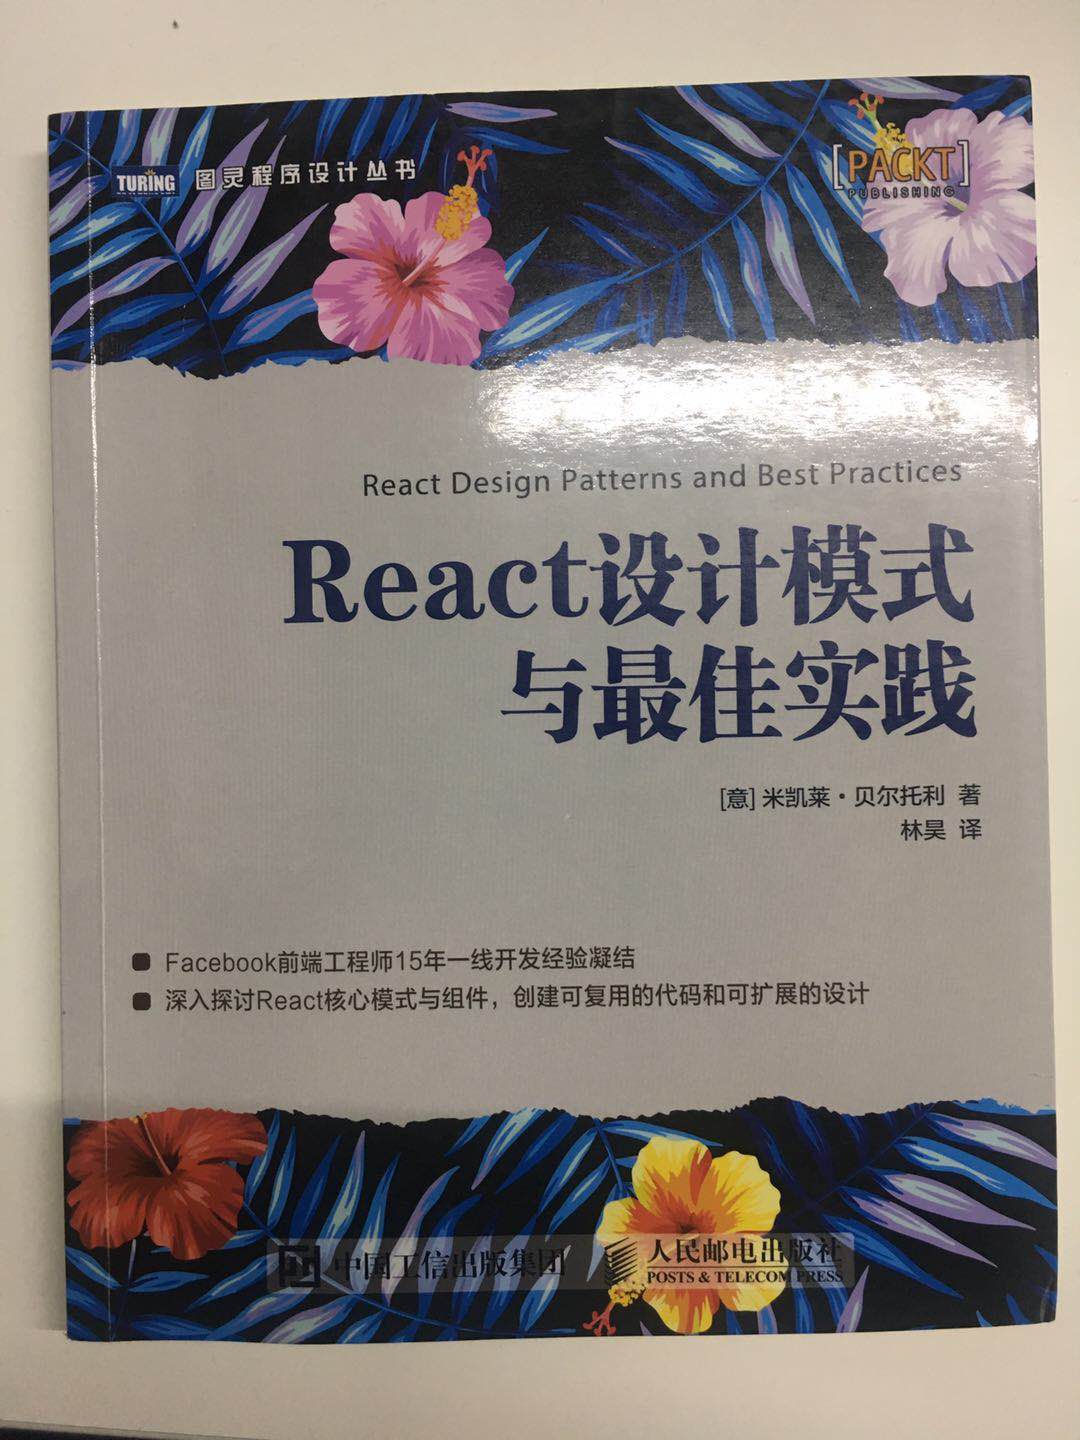 TURING 图灵程序设计丛书
[PACKT]
PUBLISHING
React Design Patterns and Best Practices
React设计模式
与最佳实践
[意] 米凯莱·贝尔托利 著
林昊 译
■ Facebook前端工程师15年一线开发经验凝结
■ 深入探讨React核心模式与组件，创建可复用的代码和可扩展的设计
中国工信出版集团 人民邮电出版社
POSTS & TELECOM PRESS